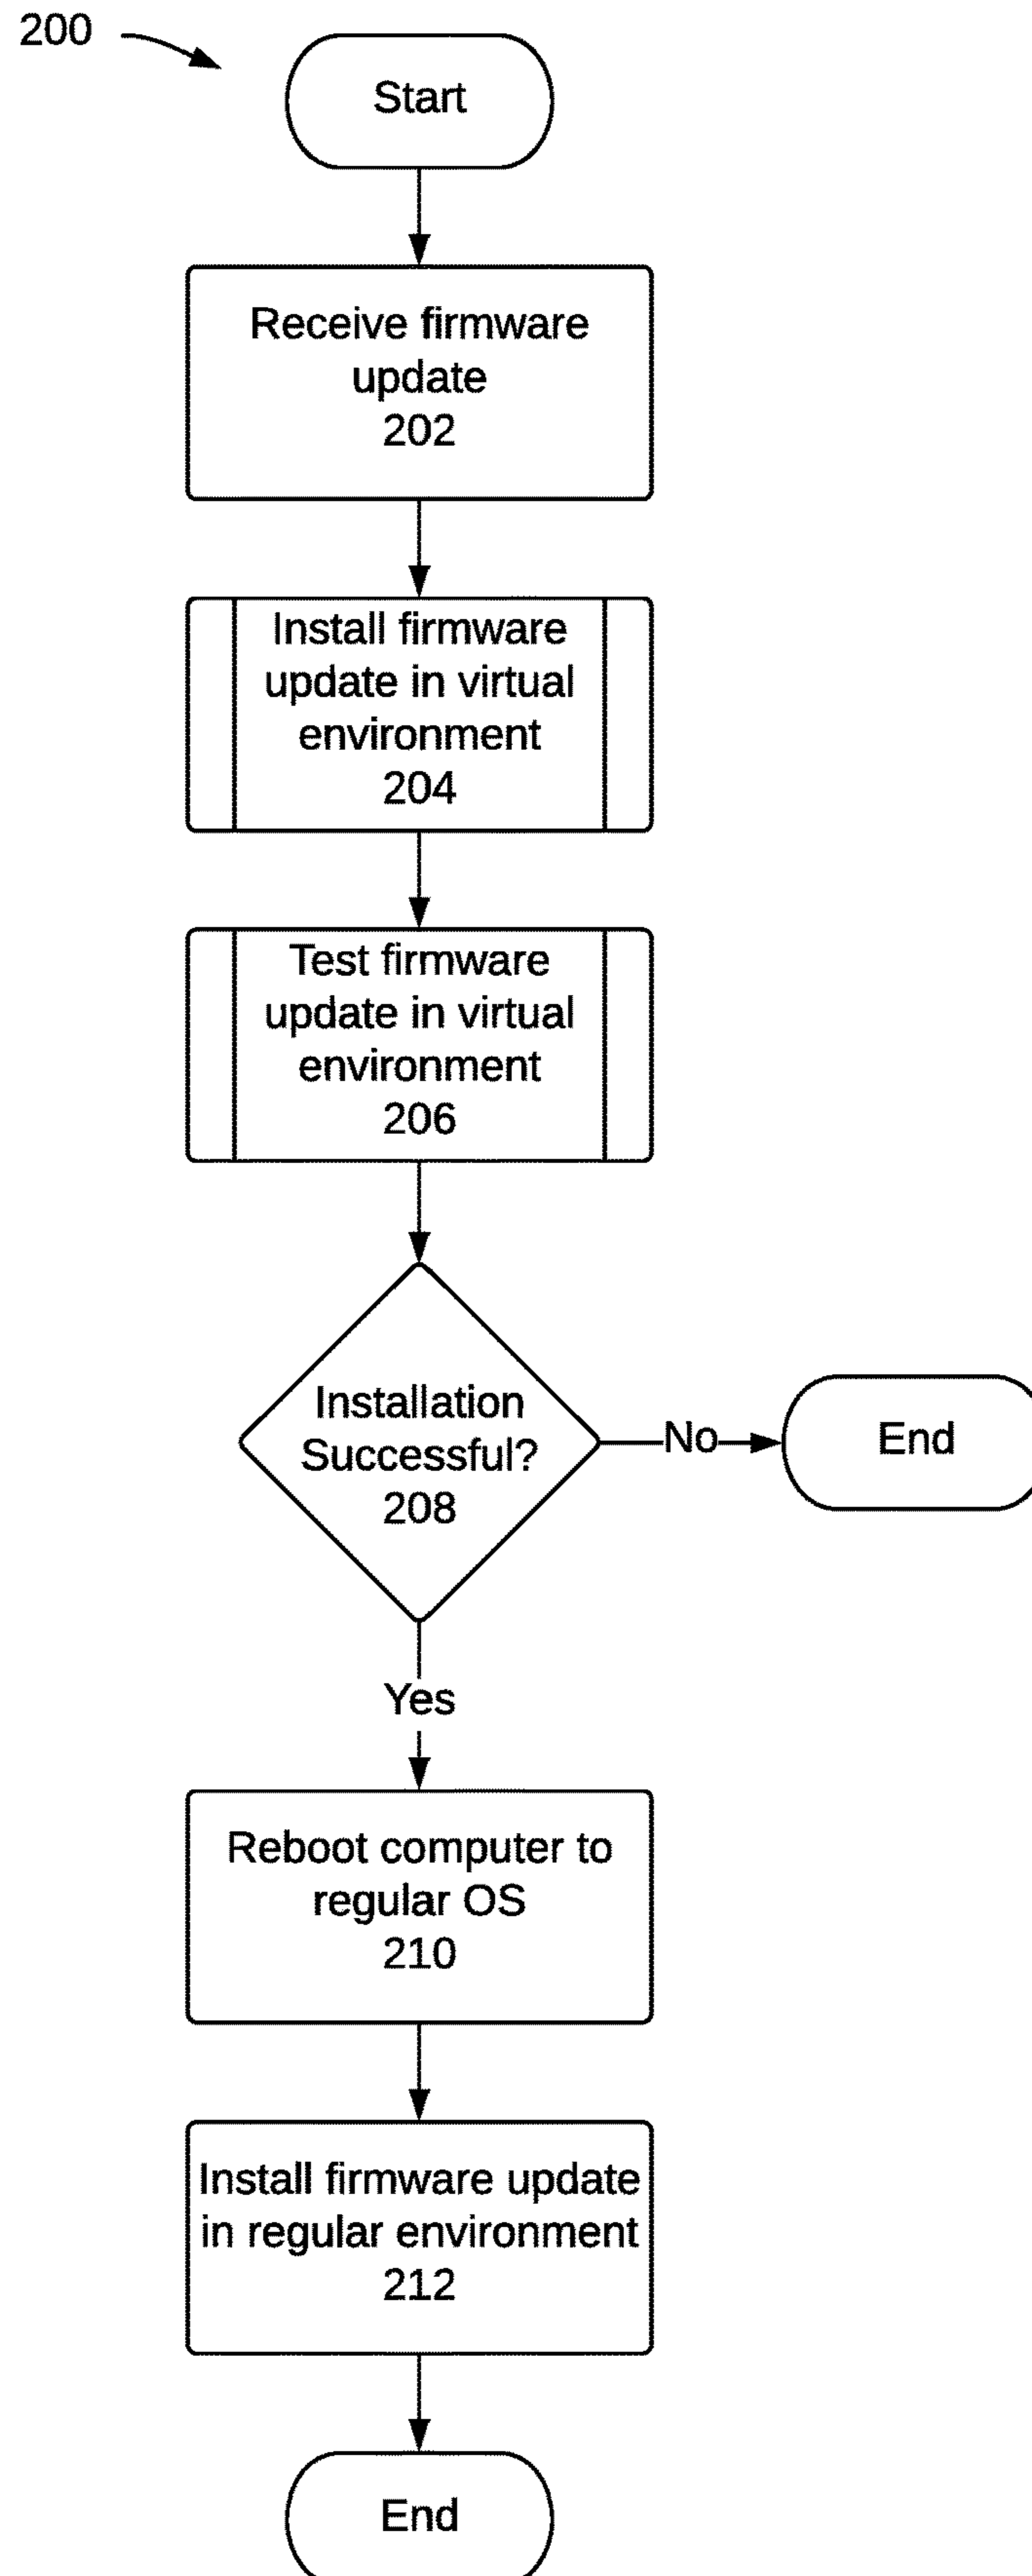 200
Start
Receive firmware
update
202
Install firmware
update in virtual
environment
204
Test firmware
update in virtual
environment
206
Installation
Successful?
208
No
End
Yes
Reboot computer to
regular OS
210
Install firmware update
in regular environment
212
End